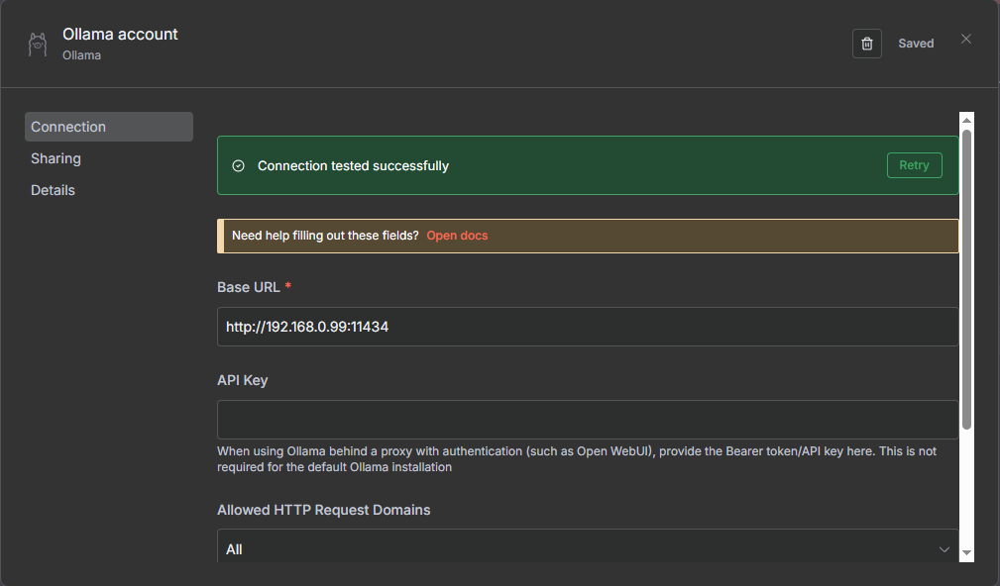 Ollama account
Ollama
Saved
Connection
Sharing
Details
Connection tested successfully
Retry
Need help filling out these fields? Open docs
Base URL *
http://192.168.0.99:11434
API Key
When using Ollama behind a proxy with authentication (such as Open WebUI), provide the Bearer token/API key here. This is not
required for the default Ollama installation
Allowed HTTP Request Domains
All